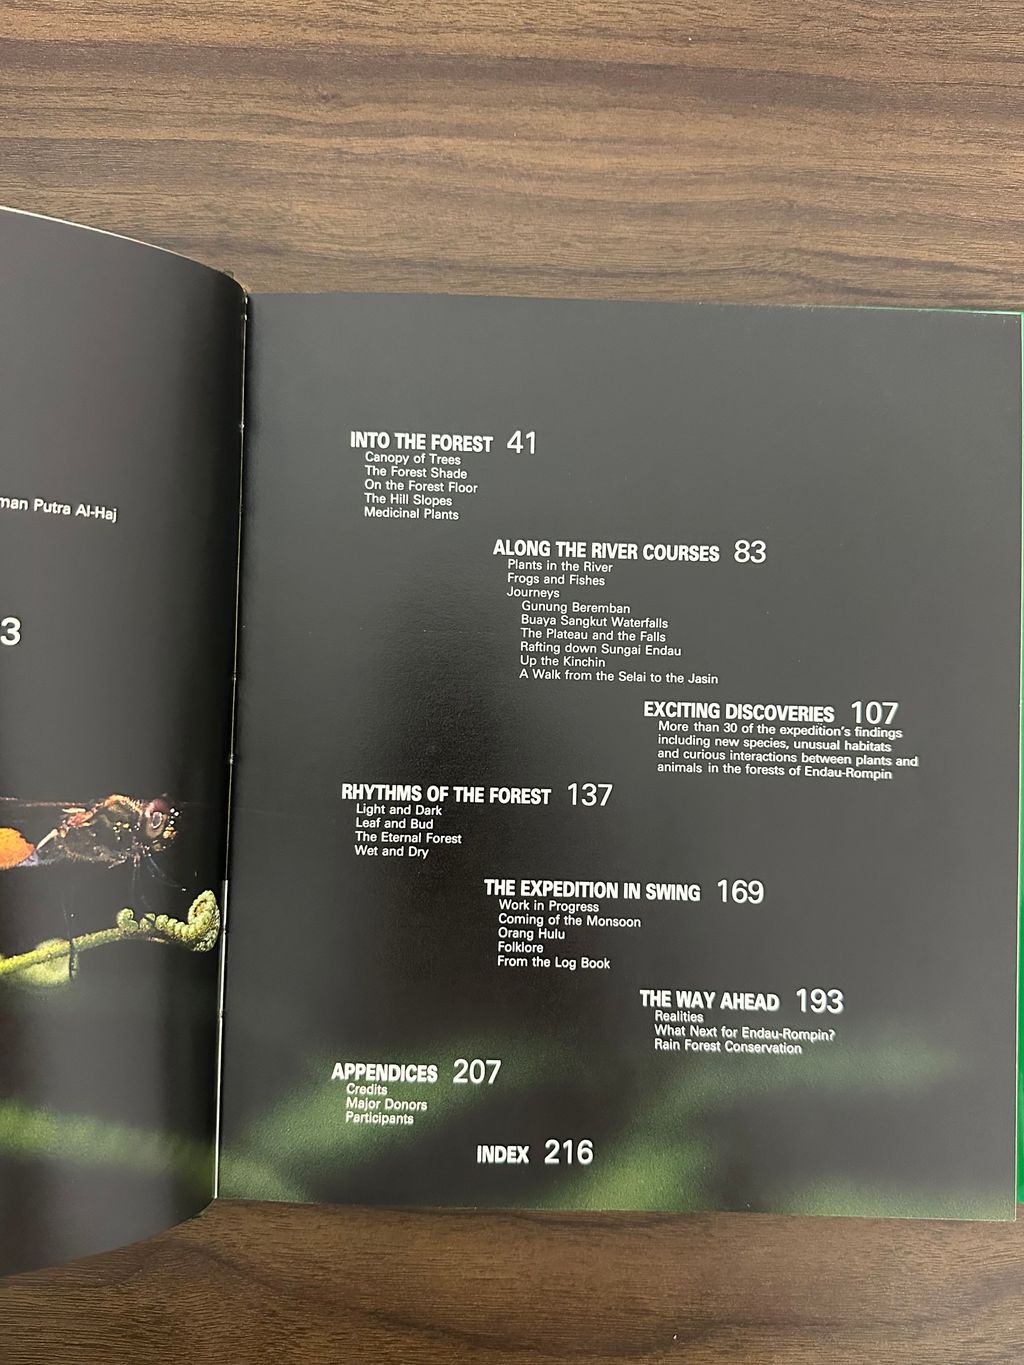 man Putra Al-Haj
3
INTO THE FOREST 41
Canopy of Trees
The Forest Shade
On the Forest Floor
The Hill Slopes
Medicinal Plants
ALONG THE RIVER COURSES 83
Plants in the River
Frogs and Fishes
Journeys
Gunung Beremban
Buaya Sangkut Waterfalls
The Plateau and the Falls
Rafting down Sungai Endau
Up the Kinchin
A Walk from the Selai to the Jasin
EXCITING DISCOVERIES 107
More than 30 of the expedition's findings
including new species, unusual habitats
and curious interactions between plants and
animals in the forests of Endau-Rompin
RHYTHMS OF THE FOREST 137
Light and Dark
Leaf and Bud
The Eternal Forest
Wet and Dry
THE EXPEDITION IN SWING 169
Work in Progress
Coming of the Monsoon
Orang Hulu
Folklore
From the Log Book
THE WAY AHEAD 193
Realities
What Next for Endau-Rompin?
Rain Forest Conservation
APPENDICES 207
Credits
Major Donors
Participants
INDEX 216